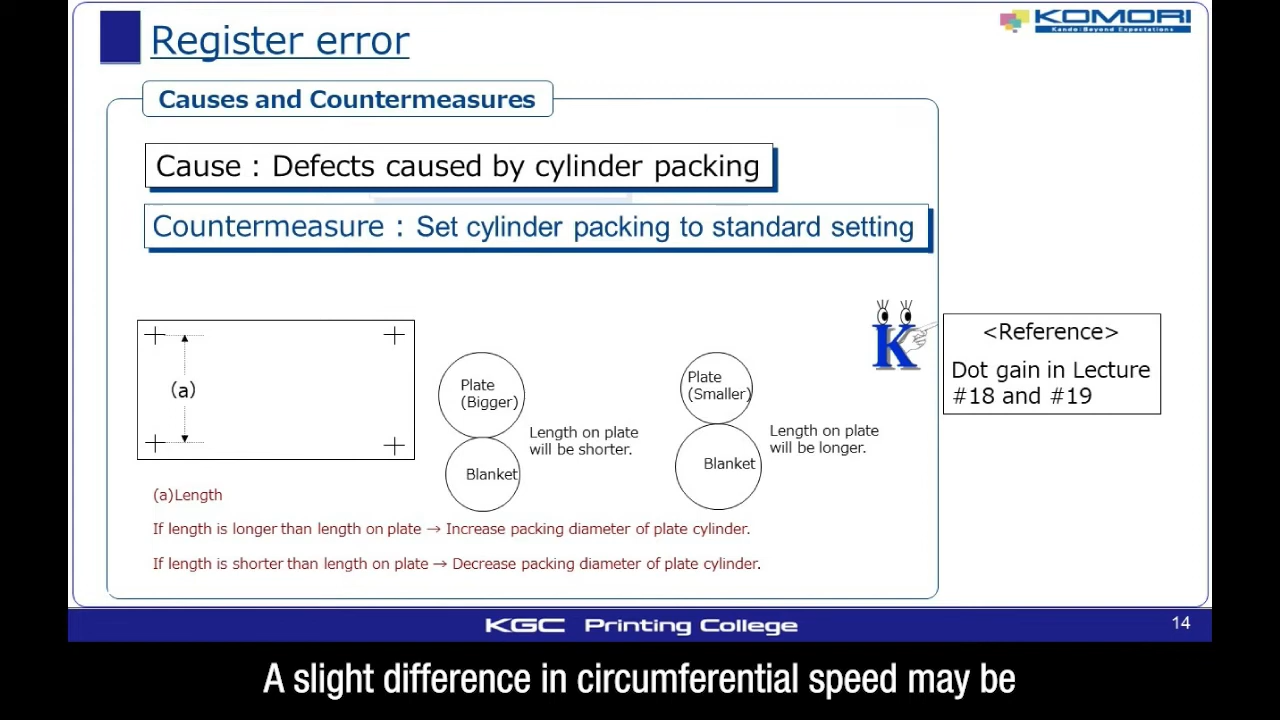 Register error
KOMORI
Kando: Beyond Expectations
Causes and Countermeasures
Cause : Defects caused by cylinder packing
Countermeasure : Set cylinder packing to standard setting
(a)
Plate
(Bigger)
Blanket
Length on plate
will be shorter.
Plate
(Smaller)
Blanket
Length on plate
will be longer.
K
<Reference>
Dot gain in Lecture
#18 and #19
(a)Length
If length is longer than length on plate → Increase packing diameter of plate cylinder.
If length is shorter than length on plate → Decrease packing diameter of plate cylinder.
KGC Printing College
14
A slight difference in circumferential speed may be